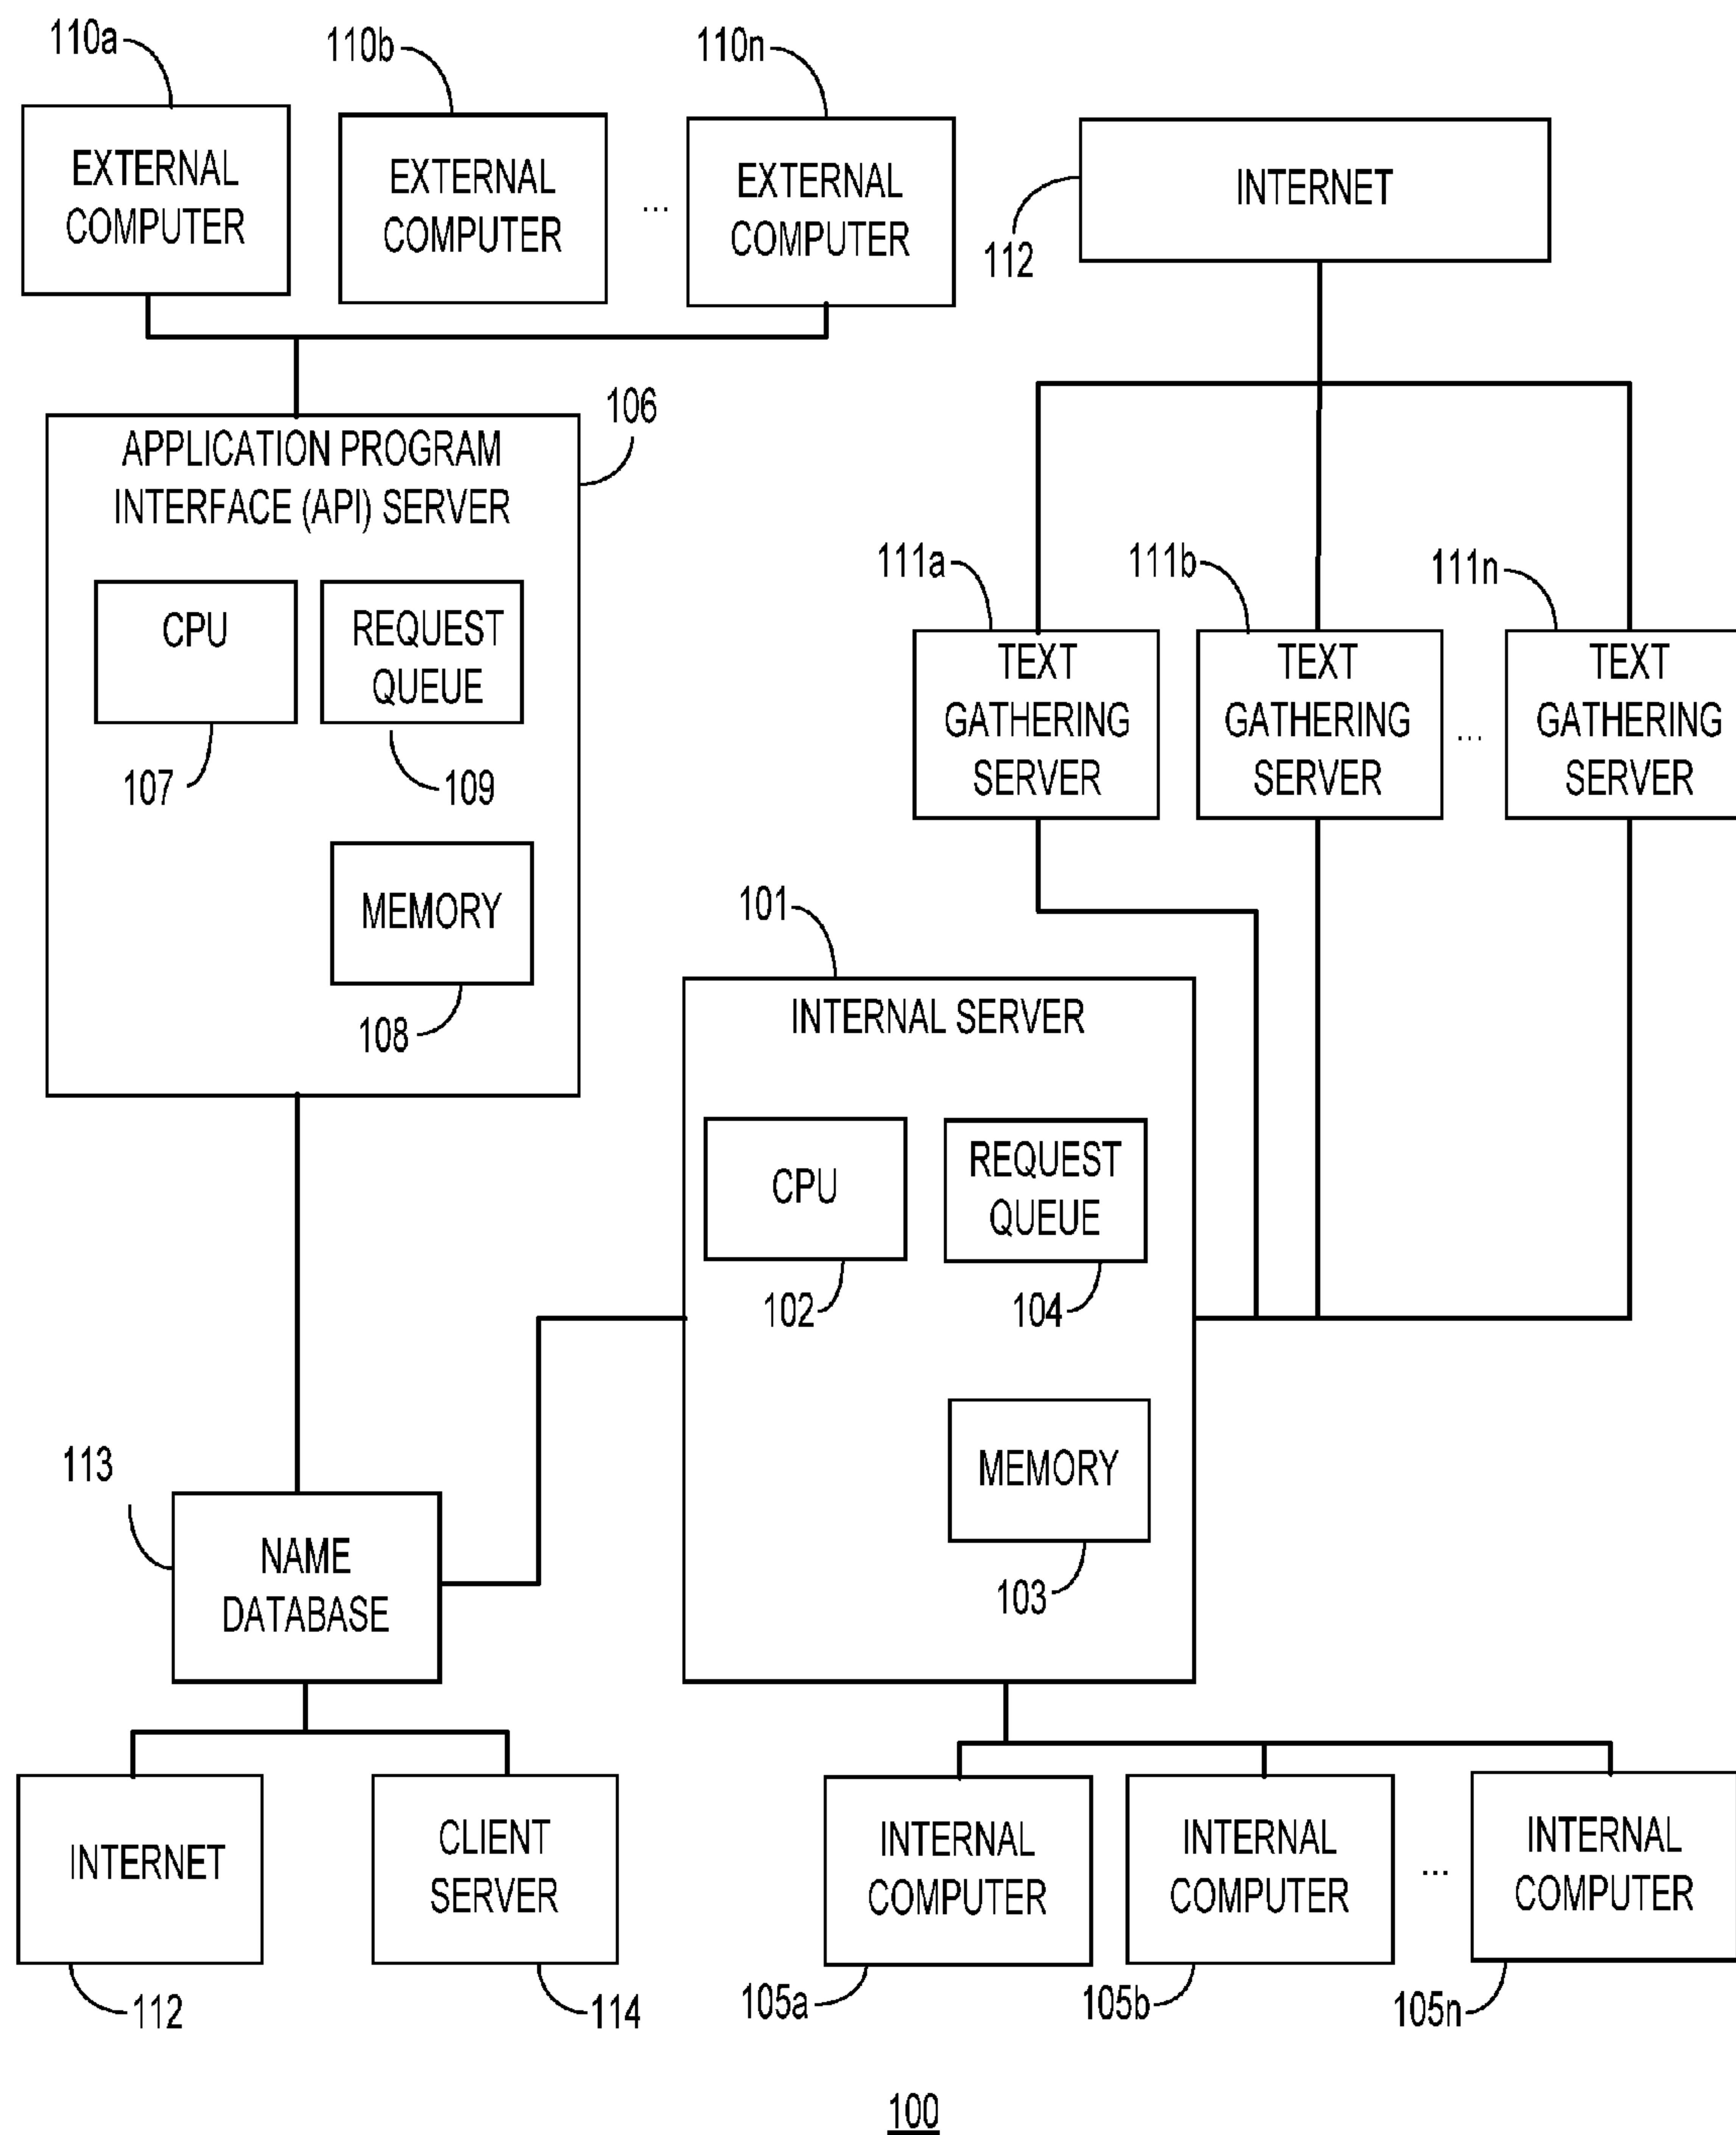 110a
110b
110n
EXTERNAL
COMPUTER
EXTERNAL
COMPUTER
...
EXTERNAL
COMPUTER
INTERNET
112
106
APPLICATION PROGRAM
INTERFACE (API) SERVER
CPU
REQUEST
QUEUE
107
109
MEMORY
108
111a
111b
111n
TEXT
GATHERING
SERVER
TEXT
GATHERING
SERVER
...
TEXT
GATHERING
SERVER
101
INTERNAL SERVER
CPU
REQUEST
QUEUE
102
104
MEMORY
103
113
NAME
DATABASE
INTERNET
CLIENT
SERVER
112
114
INTERNAL
COMPUTER
INTERNAL
COMPUTER
...
INTERNAL
COMPUTER
105a
105b
105n
100